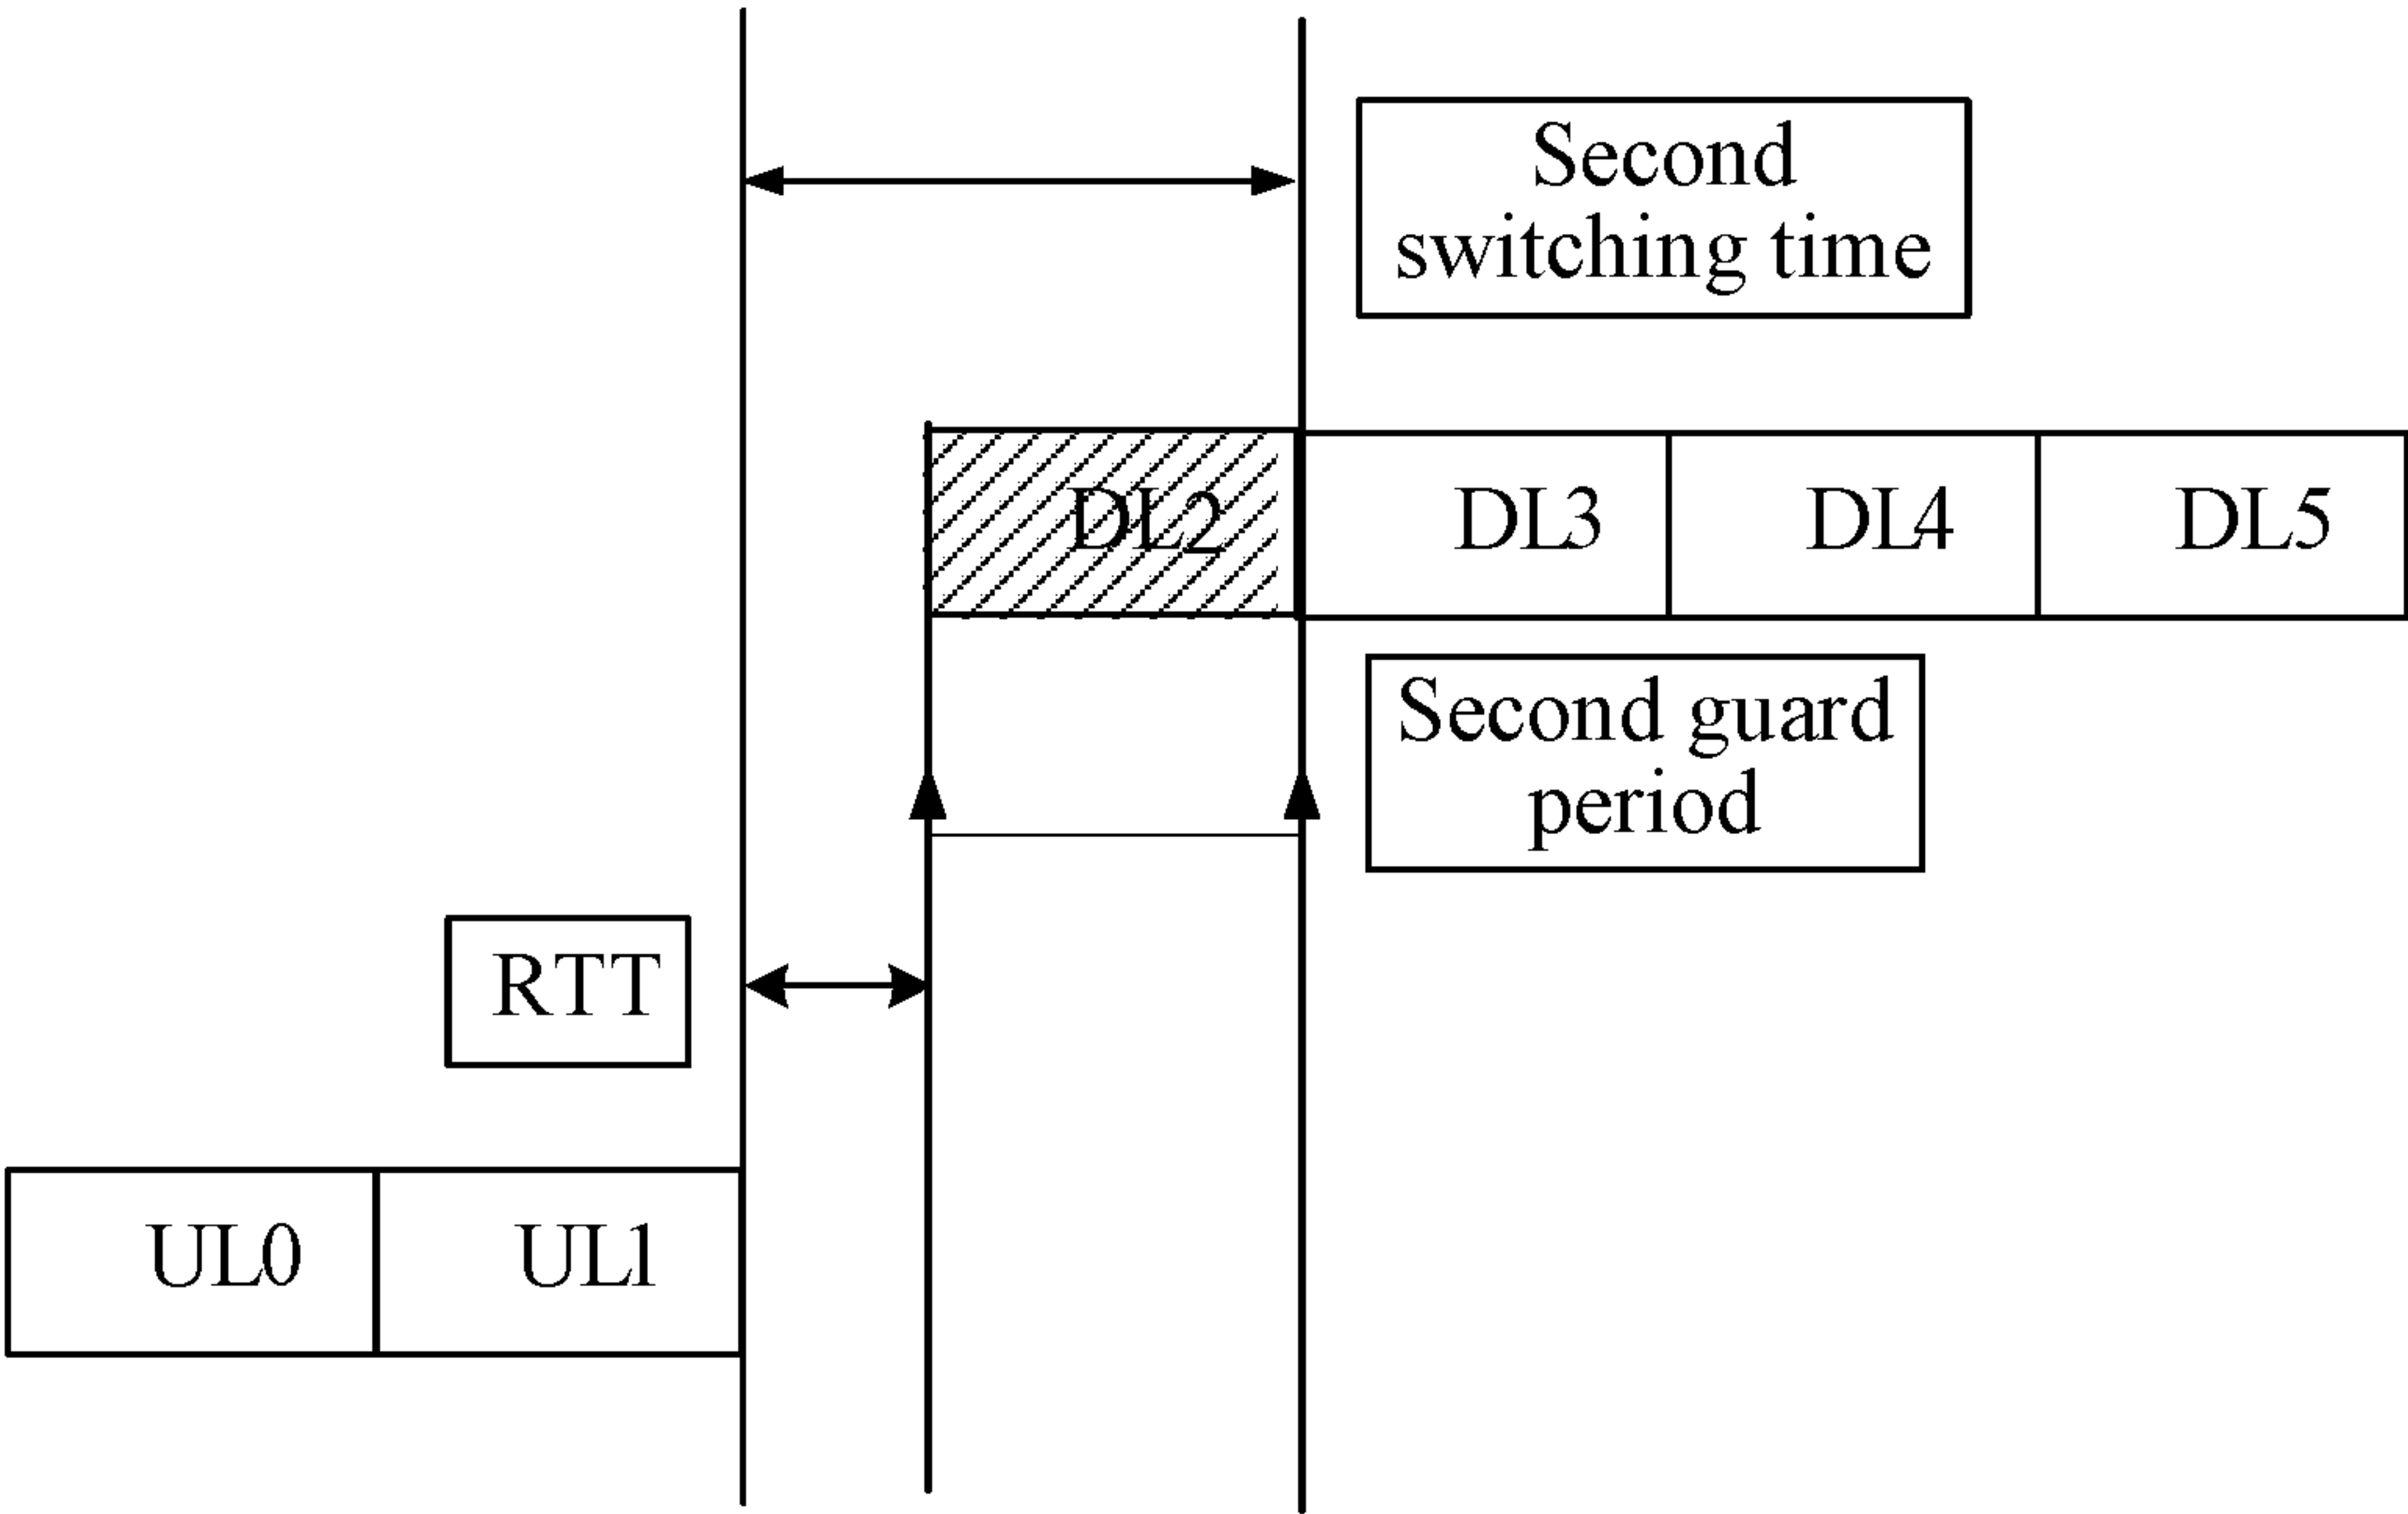 Second
switching time
DL2
DL3
DL4
DL5
Second guard
period
RTT
UL0
UL1